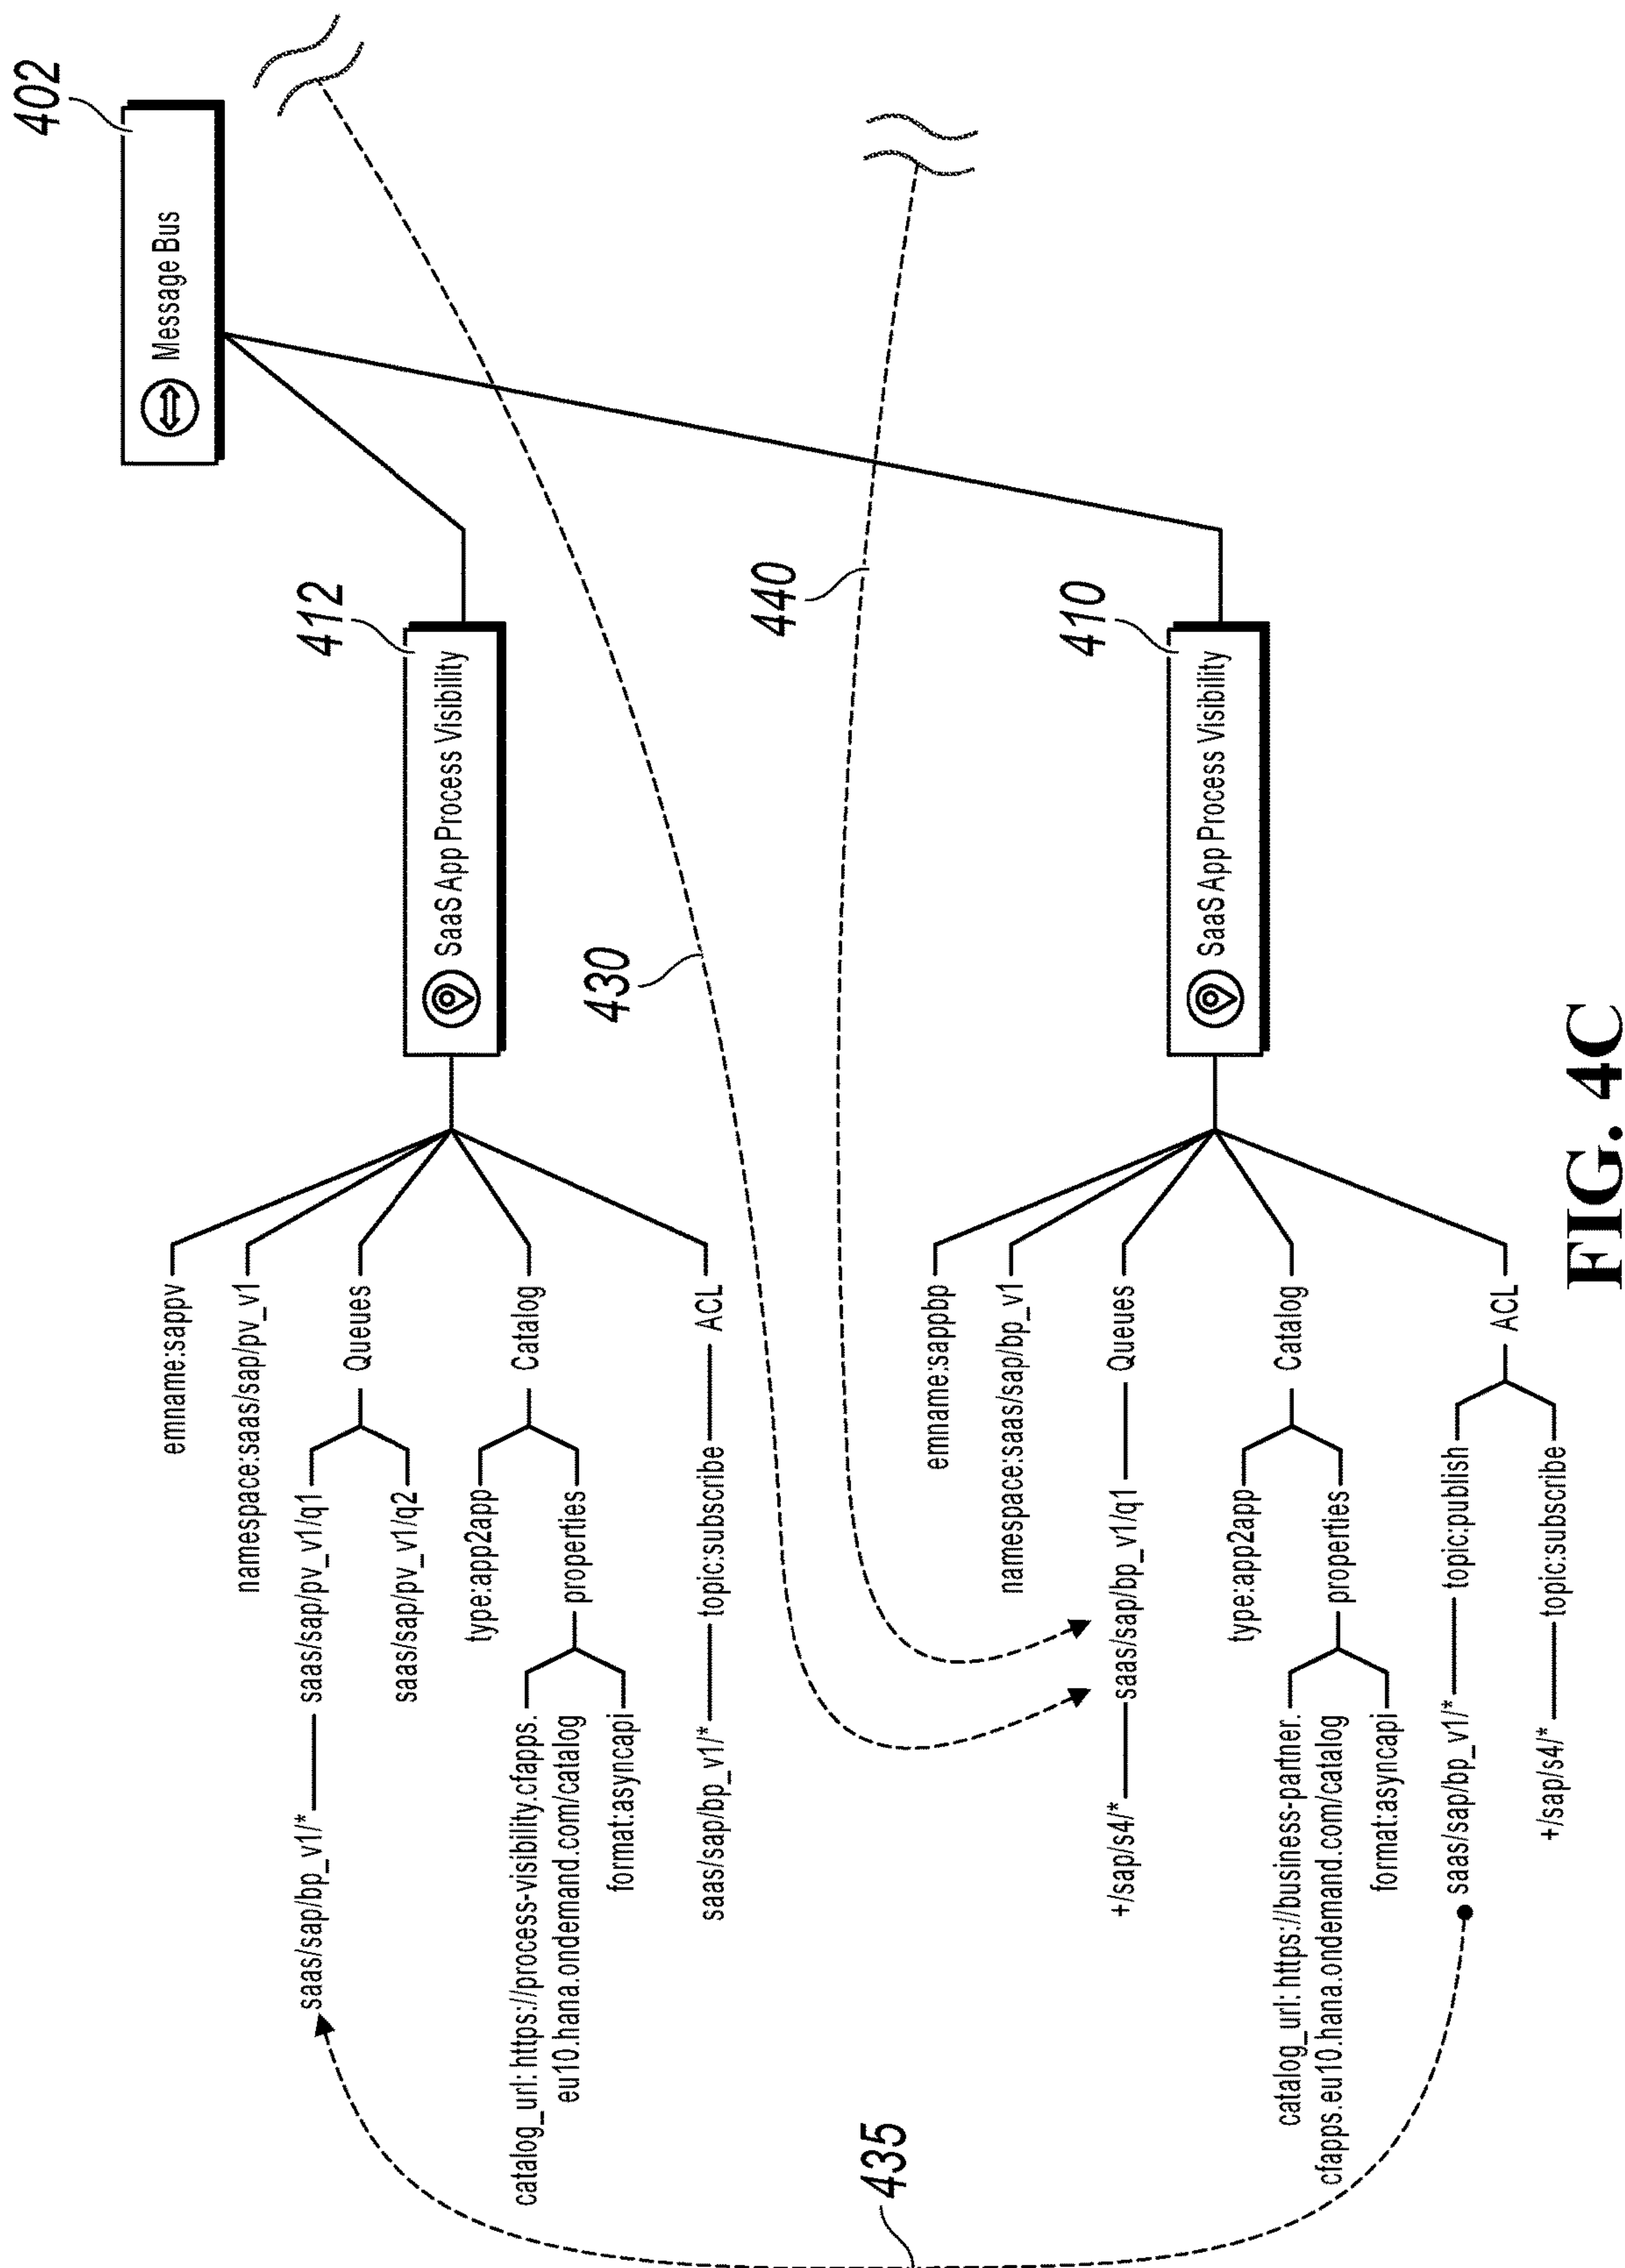 402
Message Bus
412
SaaS App Process Visibility
emname:sappv
namespace:saas/sap/pv_v1
Queues
saas/sap/pv_v1/q1
saas/sap/bp_v1/*
saas/sap/pv_v1/q2
Catalog
type:app2app
properties
catalog_url: https://process-visibility.cfapps.
eu10.hana.ondemand.com/catalog
format:asyncapi
ACL
topic:subscribe
saas/sap/bp_v1/*
430
440
410
SaaS App Process Visibility
emname:sappbp
namespace:saas/sap/bp_v1
Queues
saas/sap/bp_v1/q1
+/sap/s4/*
Catalog
type:app2app
properties
catalog_url: https://business-partner.
cfapps.eu10.hana.ondemand.com/catalog
format:asyncapi
ACL
topic:publish
saas/sap/bp_v1/*
topic:subscribe
+/sap/s4/*
435
FIG. 4C